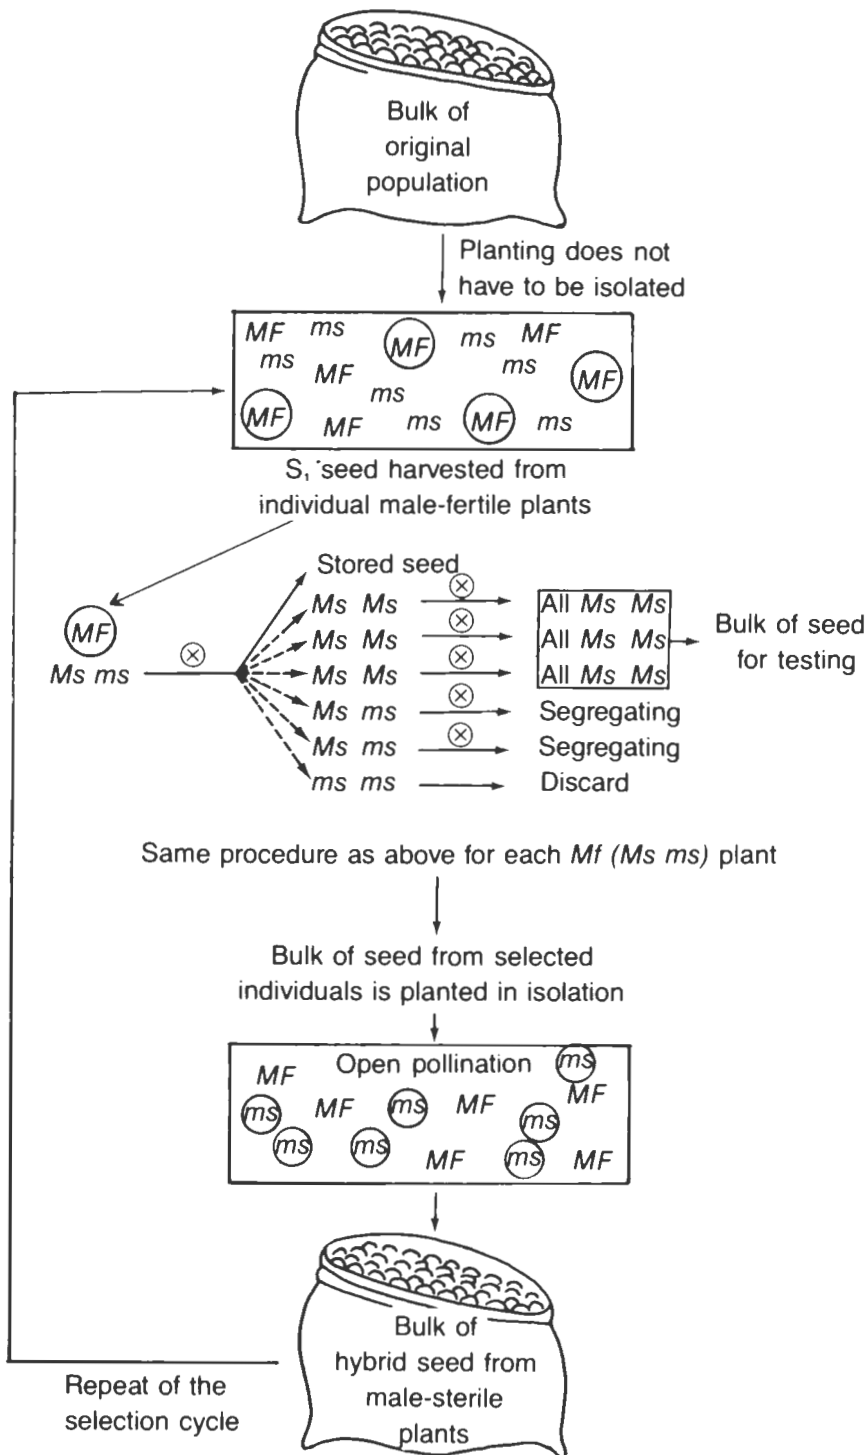 Bulk of
original
population
Planting does not
have to be isolated
MF ms MF ms MF
ms MF ms MF
MF MF ms ms MF ms
S₁ seed harvested from
individual male-fertile plants
Stored seed
MF
Ms ms
Ms Ms All Ms Ms
Ms Ms All Ms Ms
Ms Ms All Ms Ms
Bulk of seed
for testing
Ms ms Segregating
Ms ms Segregating
ms ms Discard
Same procedure as above for each Mf (Ms ms) plant
Bulk of seed from selected
individuals is planted in isolation
Open pollination ms
MF MF
ms MF ms MF ms
ms ms MF ms MF
Bulk of
hybrid seed from
male-sterile
plants
Repeat of the
selection cycle